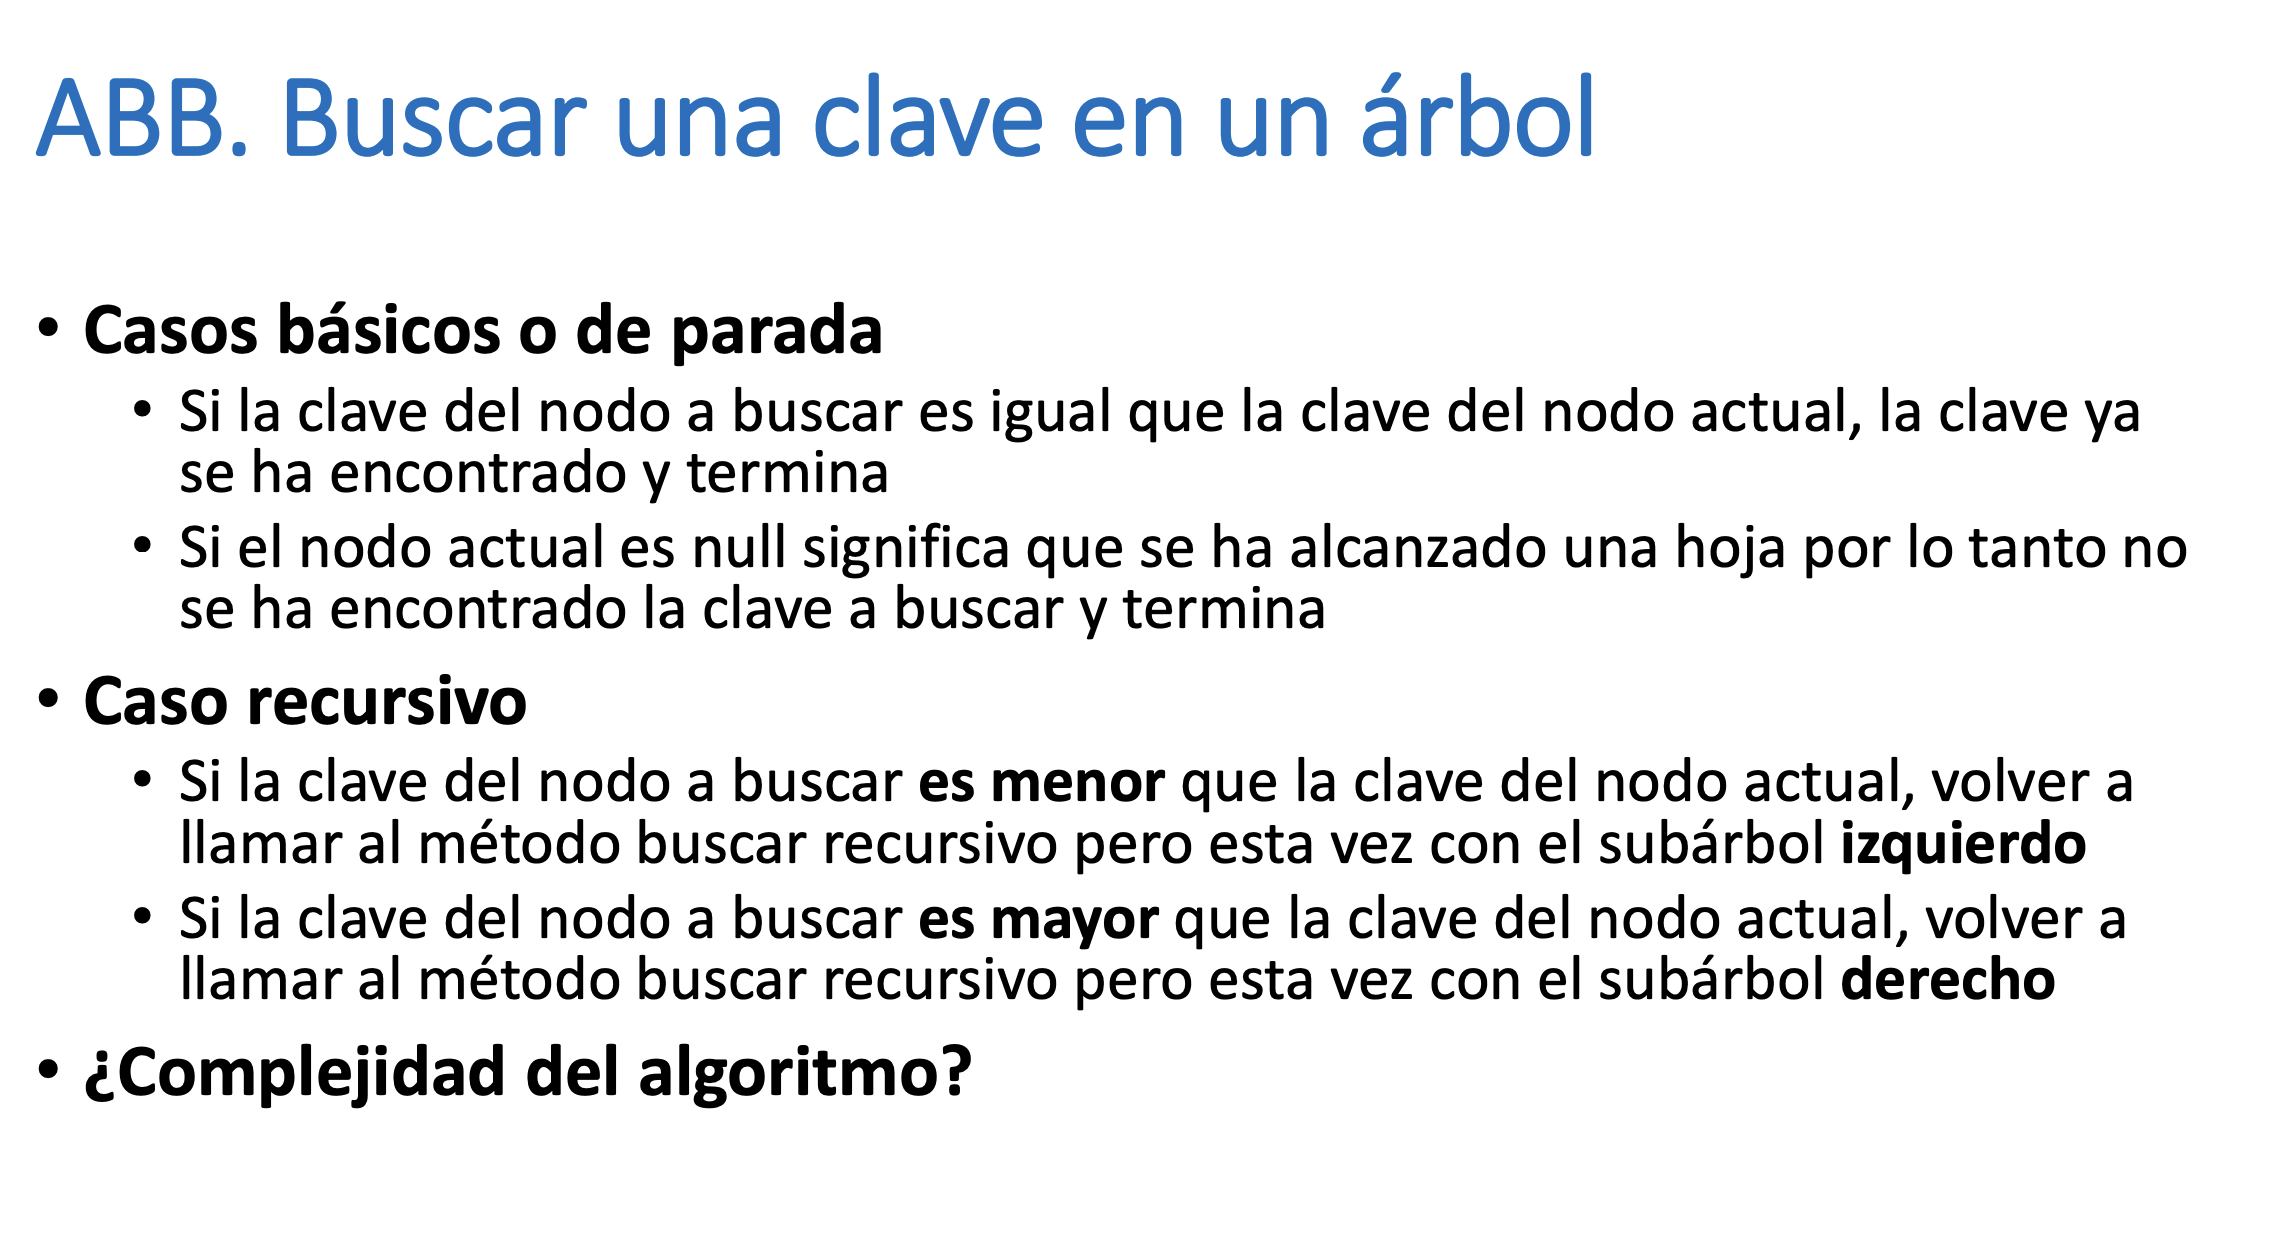 ABB. Buscar una clave en un árbol
• Casos básicos o de parada
• Si la clave del nodo a buscar es igual que la clave del nodo actual, la clave ya
se ha encontrado y termina
• Si el nodo actual es null significa que se ha alcanzado una hoja por lo tanto no
se ha encontrado la clave a buscar y termina
• Caso recursivo
• Si la clave del nodo a buscar es menor que la clave del nodo actual, volver a
llamar al método buscar recursivo pero esta vez con el subárbol izquierdo
• Si la clave del nodo a buscar es mayor que la clave del nodo actual, volver a
llamar al método buscar recursivo pero esta vez con el subárbol derecho
• ¿Complejidad del algoritmo?